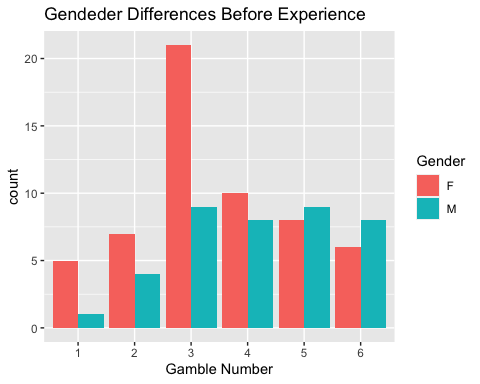 Gendeder Differences Before Experience
20
15
10
5
0
count
1 2 3 4 5 6
Gamble Number
Gender
F
M